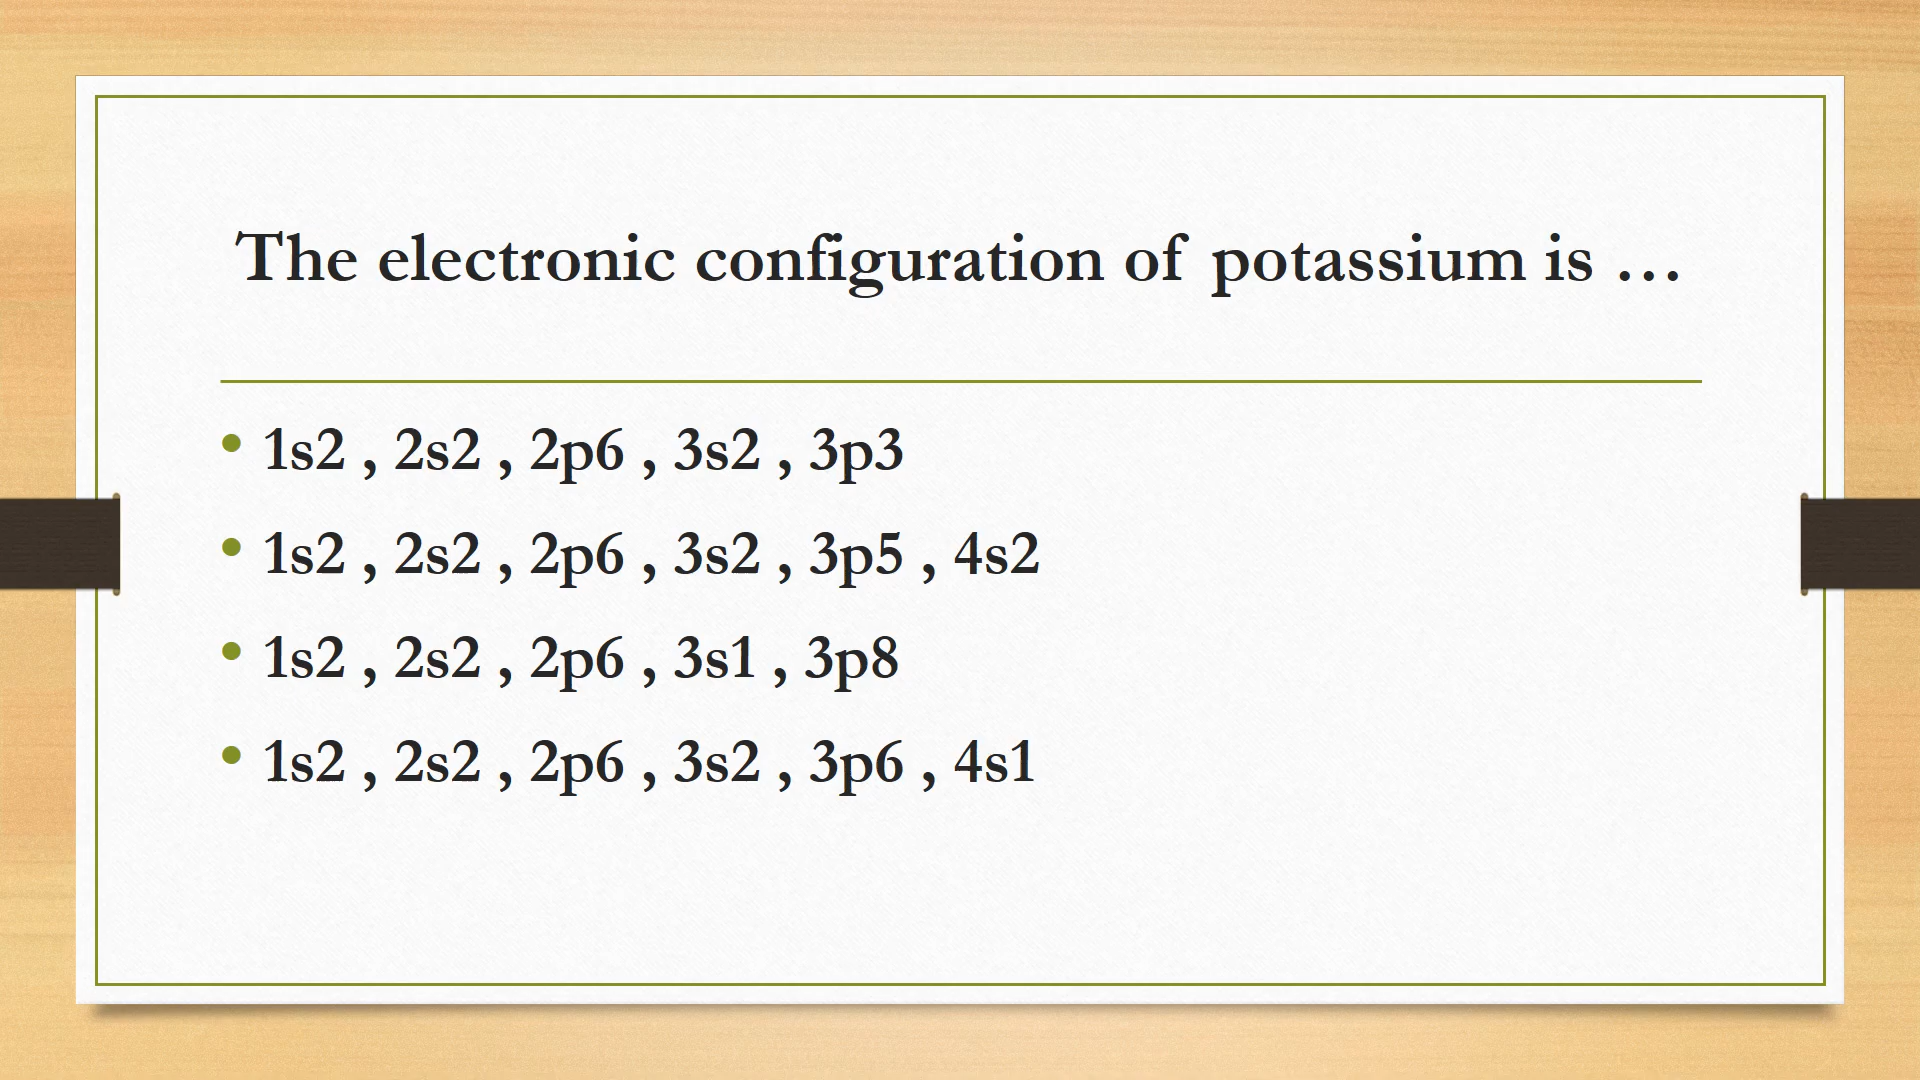 The electronic configuration of potassium is …
• 1s2 , 2s2 , 2p6 , 3s2 , 3p3
• 1s2 , 2s2 , 2p6 , 3s2 , 3p5 , 4s2
• 1s2 , 2s2 , 2p6 , 3s1 , 3p8
• 1s2 , 2s2 , 2p6 , 3s2 , 3p6 , 4s1